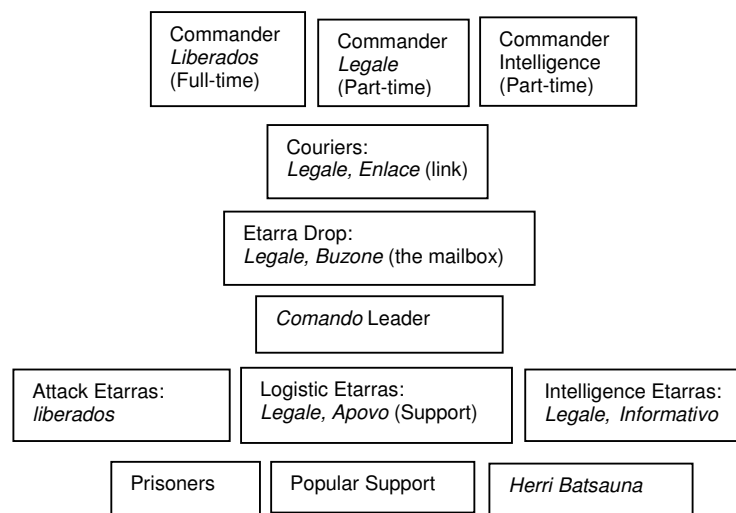 Commander
Liberados
(Full-time)
Commander
Legale
(Part-time)
Commander
Intelligence
(Part-time)
Couriers:
Legale, Enlace (link)
Etarra Drop:
Legale, Buzone (the mailbox)
Comando Leader
Attack Etarras:
liberados
Logistic Etarras:
Legale, Apovo (Support)
Intelligence Etarras:
Legale, Informativo
Prisoners
Popular Support
Herri Batsauna